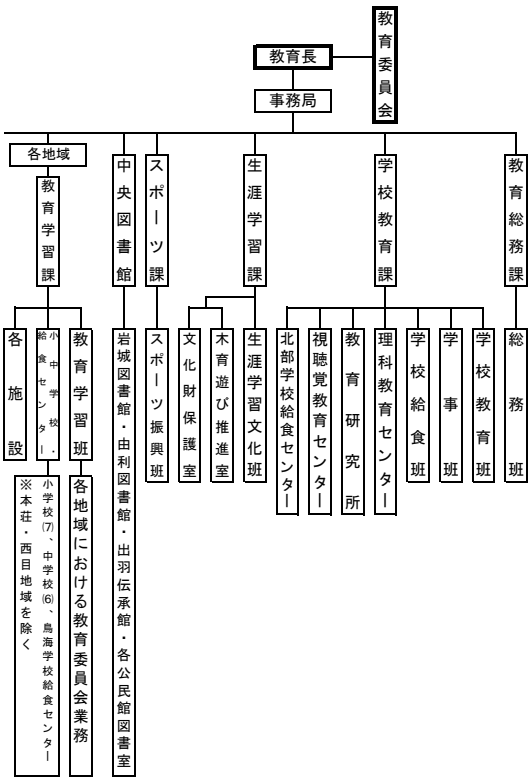 教育委員会
教育長
事務局
教育総務課
学校教育課
生涯学習課
スポーツ課
中央図書館
各地域
教育学習課
総務班
学校教育班
学事班
学校給食班
理科教育センター
教育研究所
視聴覚教育センター
北部学校給食センター
生涯学習文化班
木育遊び推進室
文化財保護室
スポーツ振興班
岩城図書館・由利図書館・出羽伝承館・各公民館図書室
教育学習班
小中学校・
給食センター
各施設
各地域における教育委員会業務
小学校⑺、中学校⑹、鳥海学校給食センター
※本荘・西目地域を除く